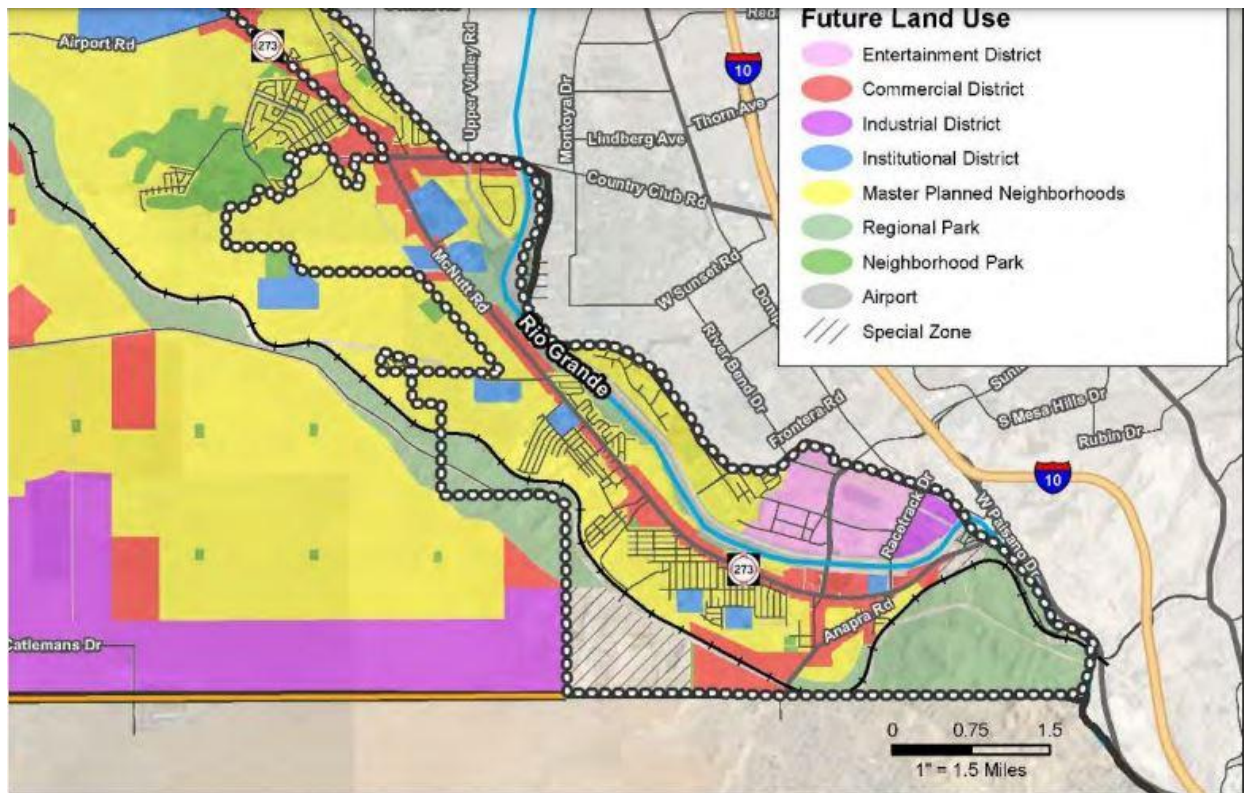 Future Land Use
Entertainment District
Commercial District
Industrial District
Institutional District
Master Planned Neighborhoods
Regional Park
Neighborhood Park
Airport
Special Zone
Airport Rd
273
Upper Valley Rd
Montoya Dr
Red
10
Lindberg Ave
Thorn Ave
Country Club Rd
McNutt Rd
W Sunset Rd
Rio Grande
River Bend Dr
Frontera Rd
S Mesa Hills Dr
Rubin Dr
10
Racetrack Dr
W Paisano Dr
273
Anapra Rd
Catlemans Dr
0 0.75 1.5
1" = 1.5 Miles